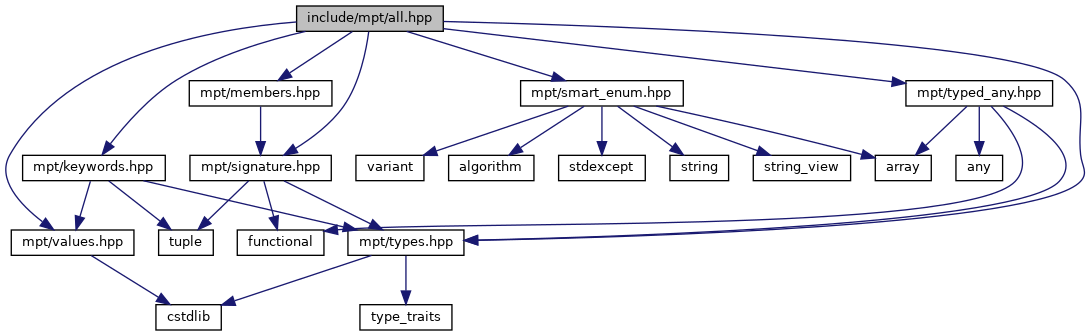 include/mpt/all.hpp
mpt/members.hpp
mpt/smart_enum.hpp
mpt/typed_any.hpp
mpt/keywords.hpp
mpt/signature.hpp
variant
algorithm
stdexcept
string
string_view
array
any
mpt/values.hpp
tuple
functional
mpt/types.hpp
cstdlib
type_traits